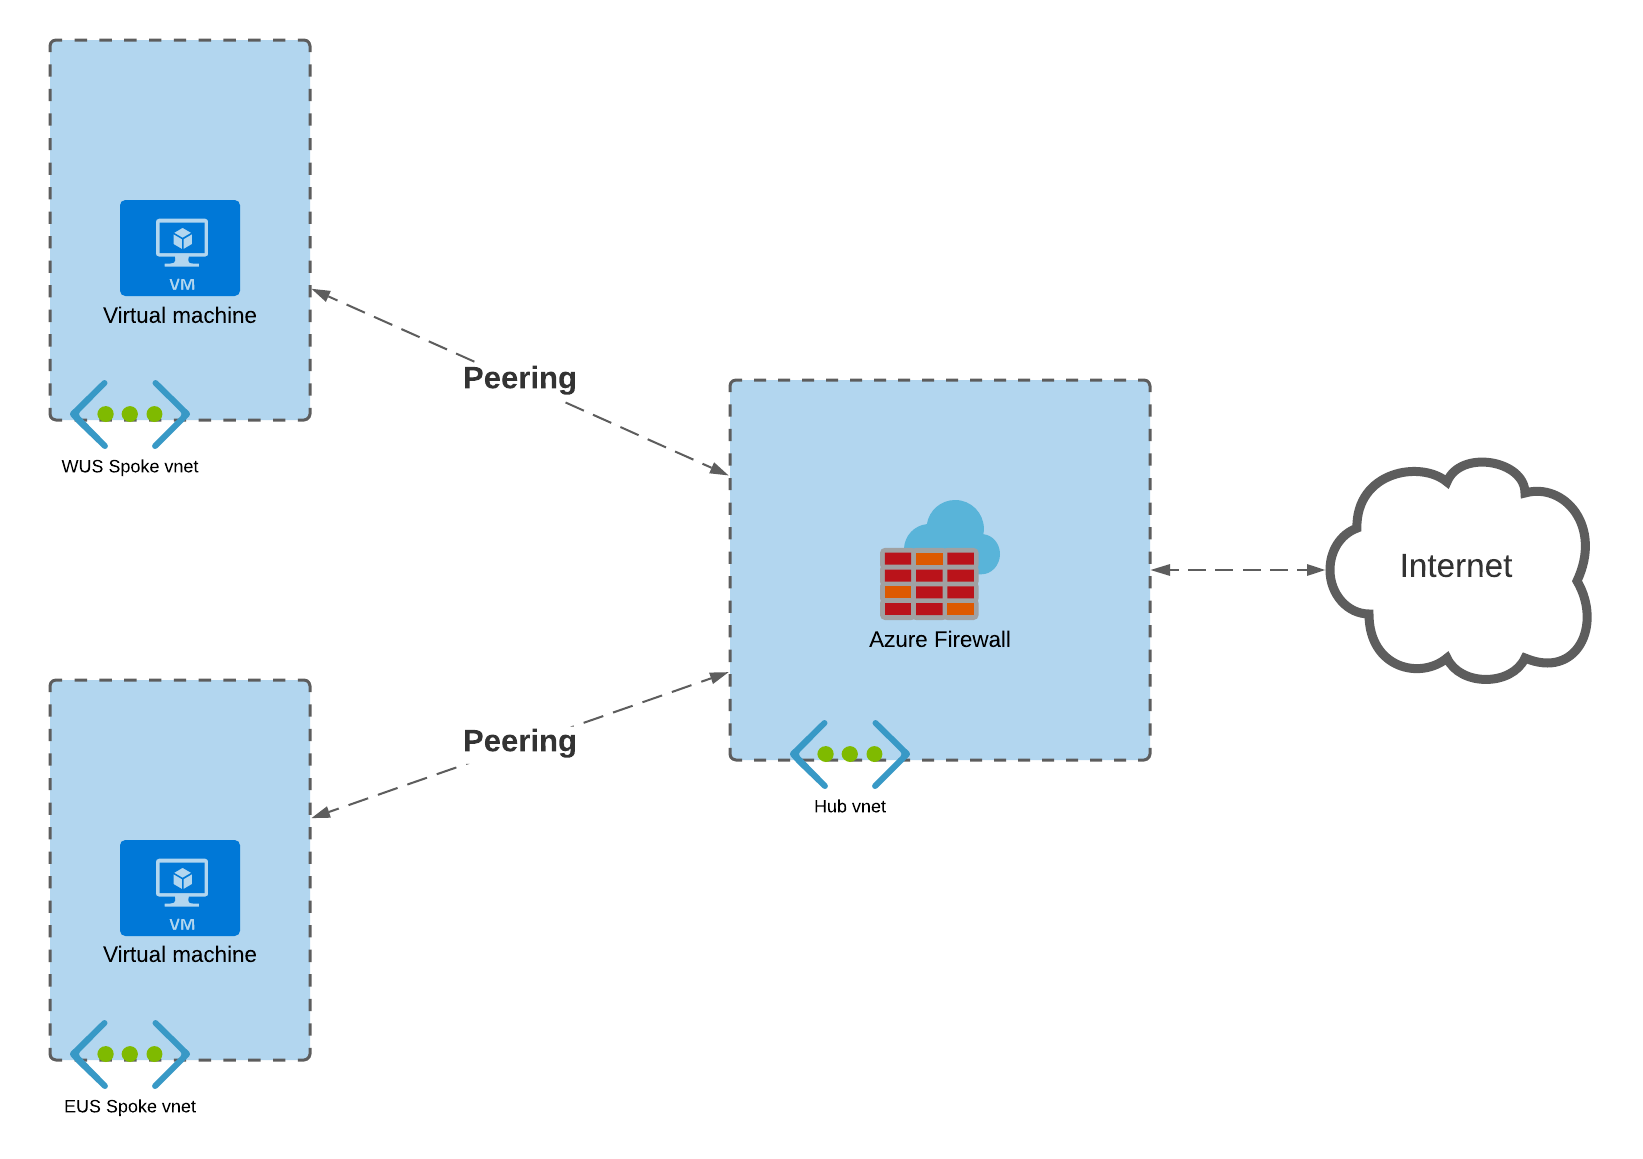 VM
Virtual machine
WUS Spoke vnet
Peering
Azure Firewall
Hub vnet
Internet
Peering
VM
Virtual machine
EUS Spoke vnet